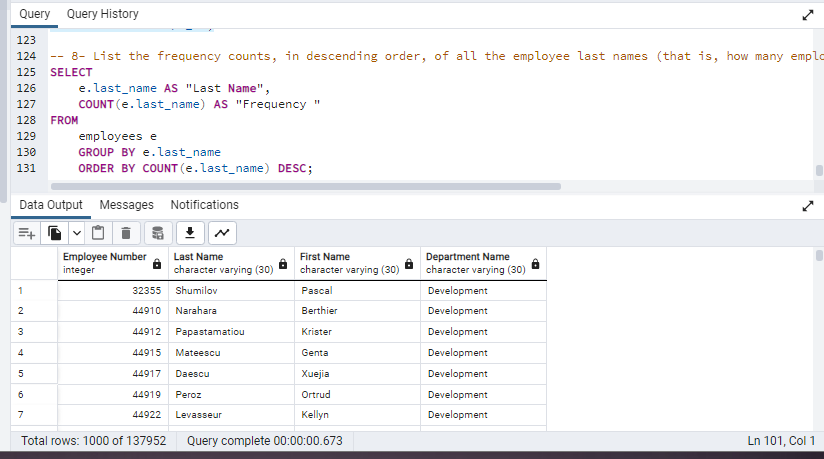 Query Query History
123
124 -- 8- List the frequency counts, in descending order, of all the employee last names (that is, how many emplo
125 SELECT
126 e.last_name AS "Last Name",
127 COUNT(e.last_name) AS "Frequency "
128 FROM
129 employees e
130 GROUP BY e.last_name
131 ORDER BY COUNT(e.last_name) DESC;
Data Output Messages Notifications
Employee Number Last Name First Name Department Name
integer character varying (30) character varying (30) character varying (30)
1 32355 Shumilov Pascal Development
2 44910 Narahara Berthier Development
3 44912 Papastamatiou Krister Development
4 44915 Mateescu Genta Development
5 44917 Daescu Xuejia Development
6 44919 Peroz Ortrud Development
7 44922 Levasseur Kellyn Development
Total rows: 1000 of 137952 Query complete 00:00:00.673 Ln 101, Col 1